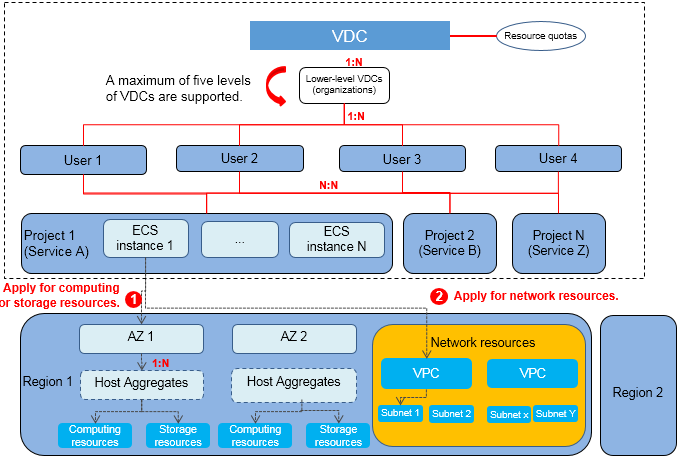 VDC
Resource quotas
1:N
A maximum of five levels
of VDCs are supported.
Lower-level VDCs
(organizations)
1:N
User 1
User 2
User 3
User 4
N:N
Project 1
(Service A)
ECS
instance 1
...
ECS
instance N
Project 2
(Service B)
Project N
(Service Z)
Apply for computing
or storage resources.
1
2
Apply for network resources.
AZ 1
AZ 2
Network resources
1:N
VPC
VPC
Region 1
Host Aggregates
Host Aggregates
Region 2
Subnet 1
Subnet 2
Subnet x
Subnet Y
Computing
resources
Storage
resources
Computing
resources
Storage
resources